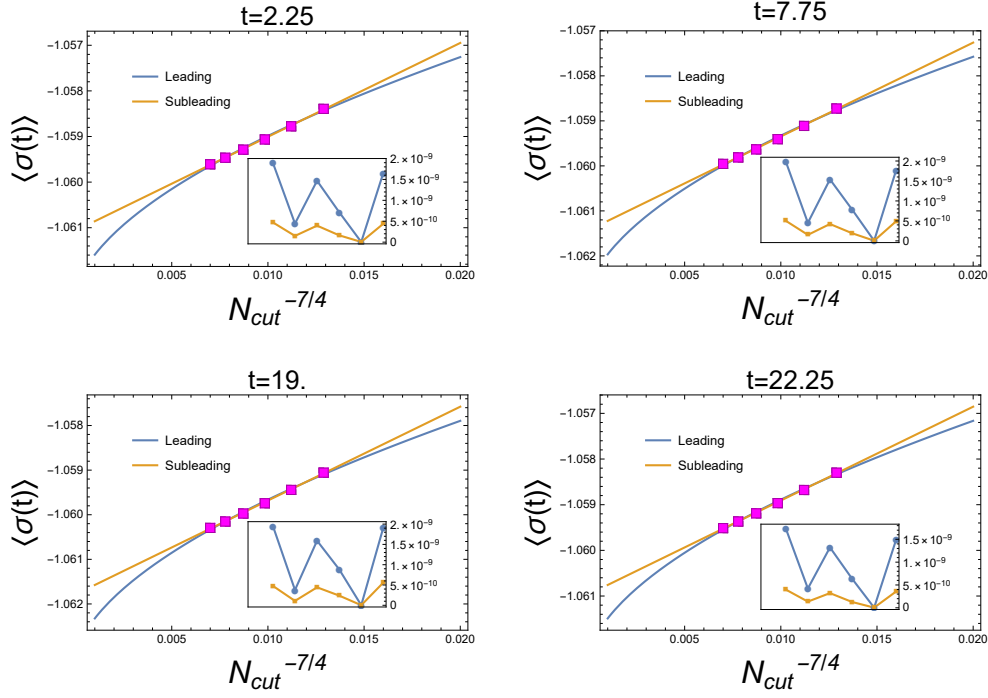 t=2.25
⟨σ(t)⟩
-1.057
-1.058
-1.059
-1.060
-1.061
Leading
Subleading
2.×10⁻⁹
1.5×10⁻⁹
1.×10⁻⁹
5.×10⁻¹⁰
0
0.005 0.010 0.015 0.020
N_cut^{-7/4}
t=7.75
⟨σ(t)⟩
-1.057
-1.058
-1.059
-1.060
-1.061
-1.062
Leading
Subleading
2.×10⁻⁹
1.5×10⁻⁹
1.×10⁻⁹
5.×10⁻¹⁰
0
0.005 0.010 0.015 0.020
N_cut^{-7/4}
t=19.
⟨σ(t)⟩
-1.058
-1.059
-1.060
-1.061
-1.062
Leading
Subleading
2.×10⁻⁹
1.5×10⁻⁹
1.×10⁻⁹
5.×10⁻¹⁰
0
0.005 0.010 0.015 0.020
N_cut^{-7/4}
t=22.25
⟨σ(t)⟩
-1.057
-1.058
-1.059
-1.060
-1.061
Leading
Subleading
1.5×10⁻⁹
1.×10⁻⁹
5.×10⁻¹⁰
0
0.005 0.010 0.015 0.020
N_cut^{-7/4}